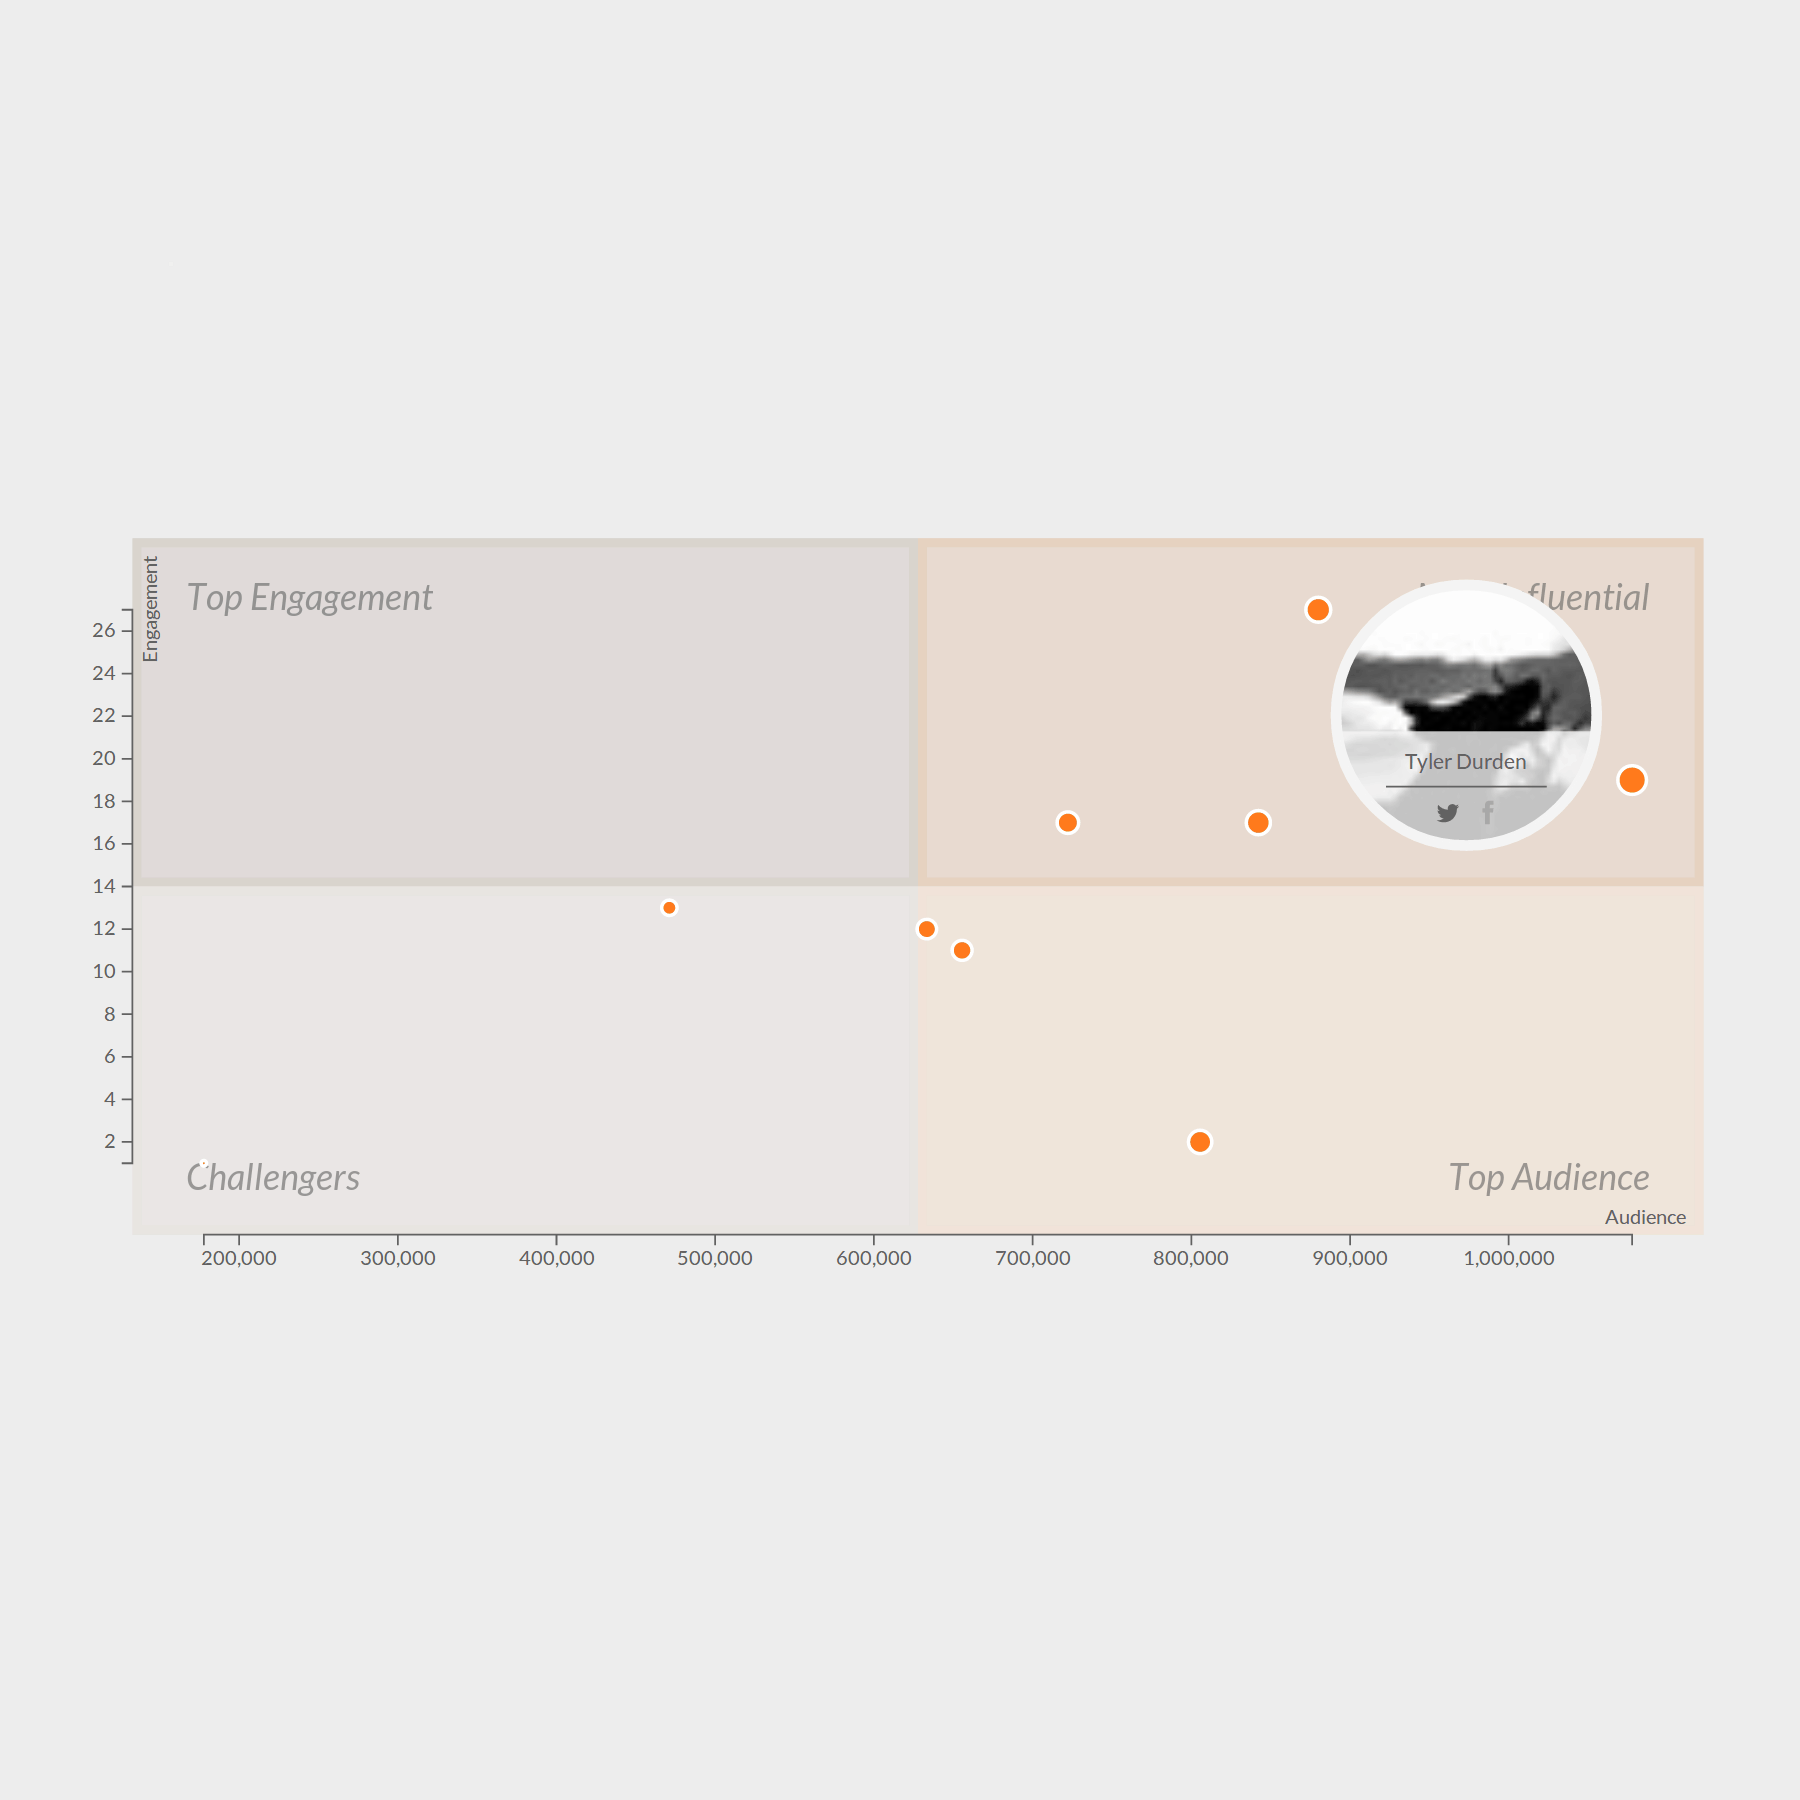 Engagement
Top Engagement
fluential
26
24
22
20
18
16
14
12
10
8
6
4
2
Tyler Durden
Challengers
Top Audience
Audience
200,000 300,000 400,000 500,000 600,000 700,000 800,000 900,000 1,000,000